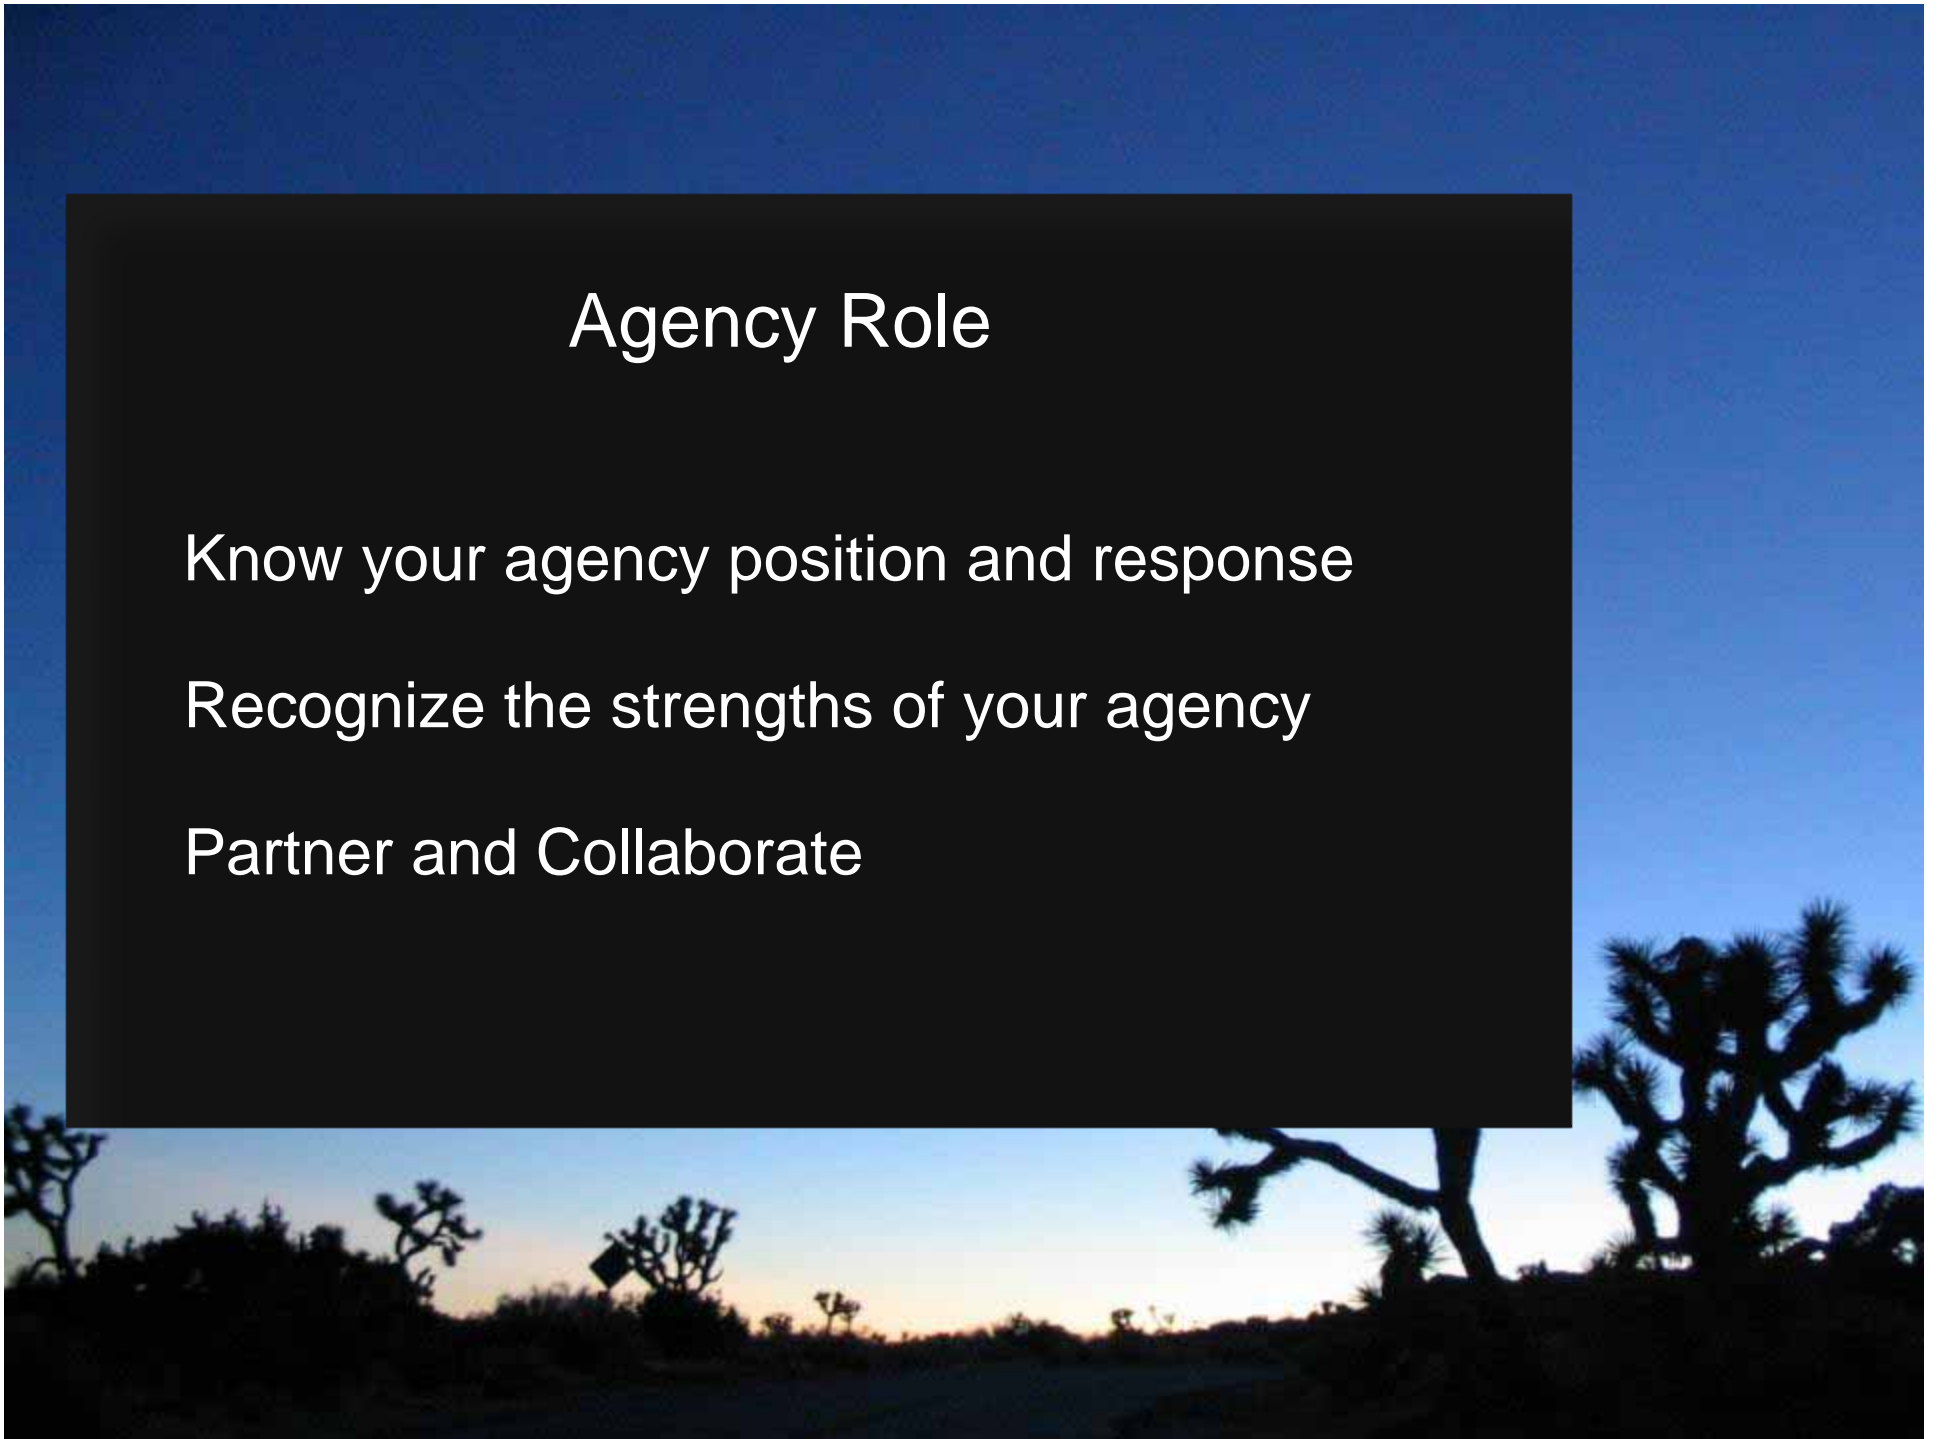 Agency Role
Know your agency position and response
Recognize the strengths of your agency
Partner and Collaborate